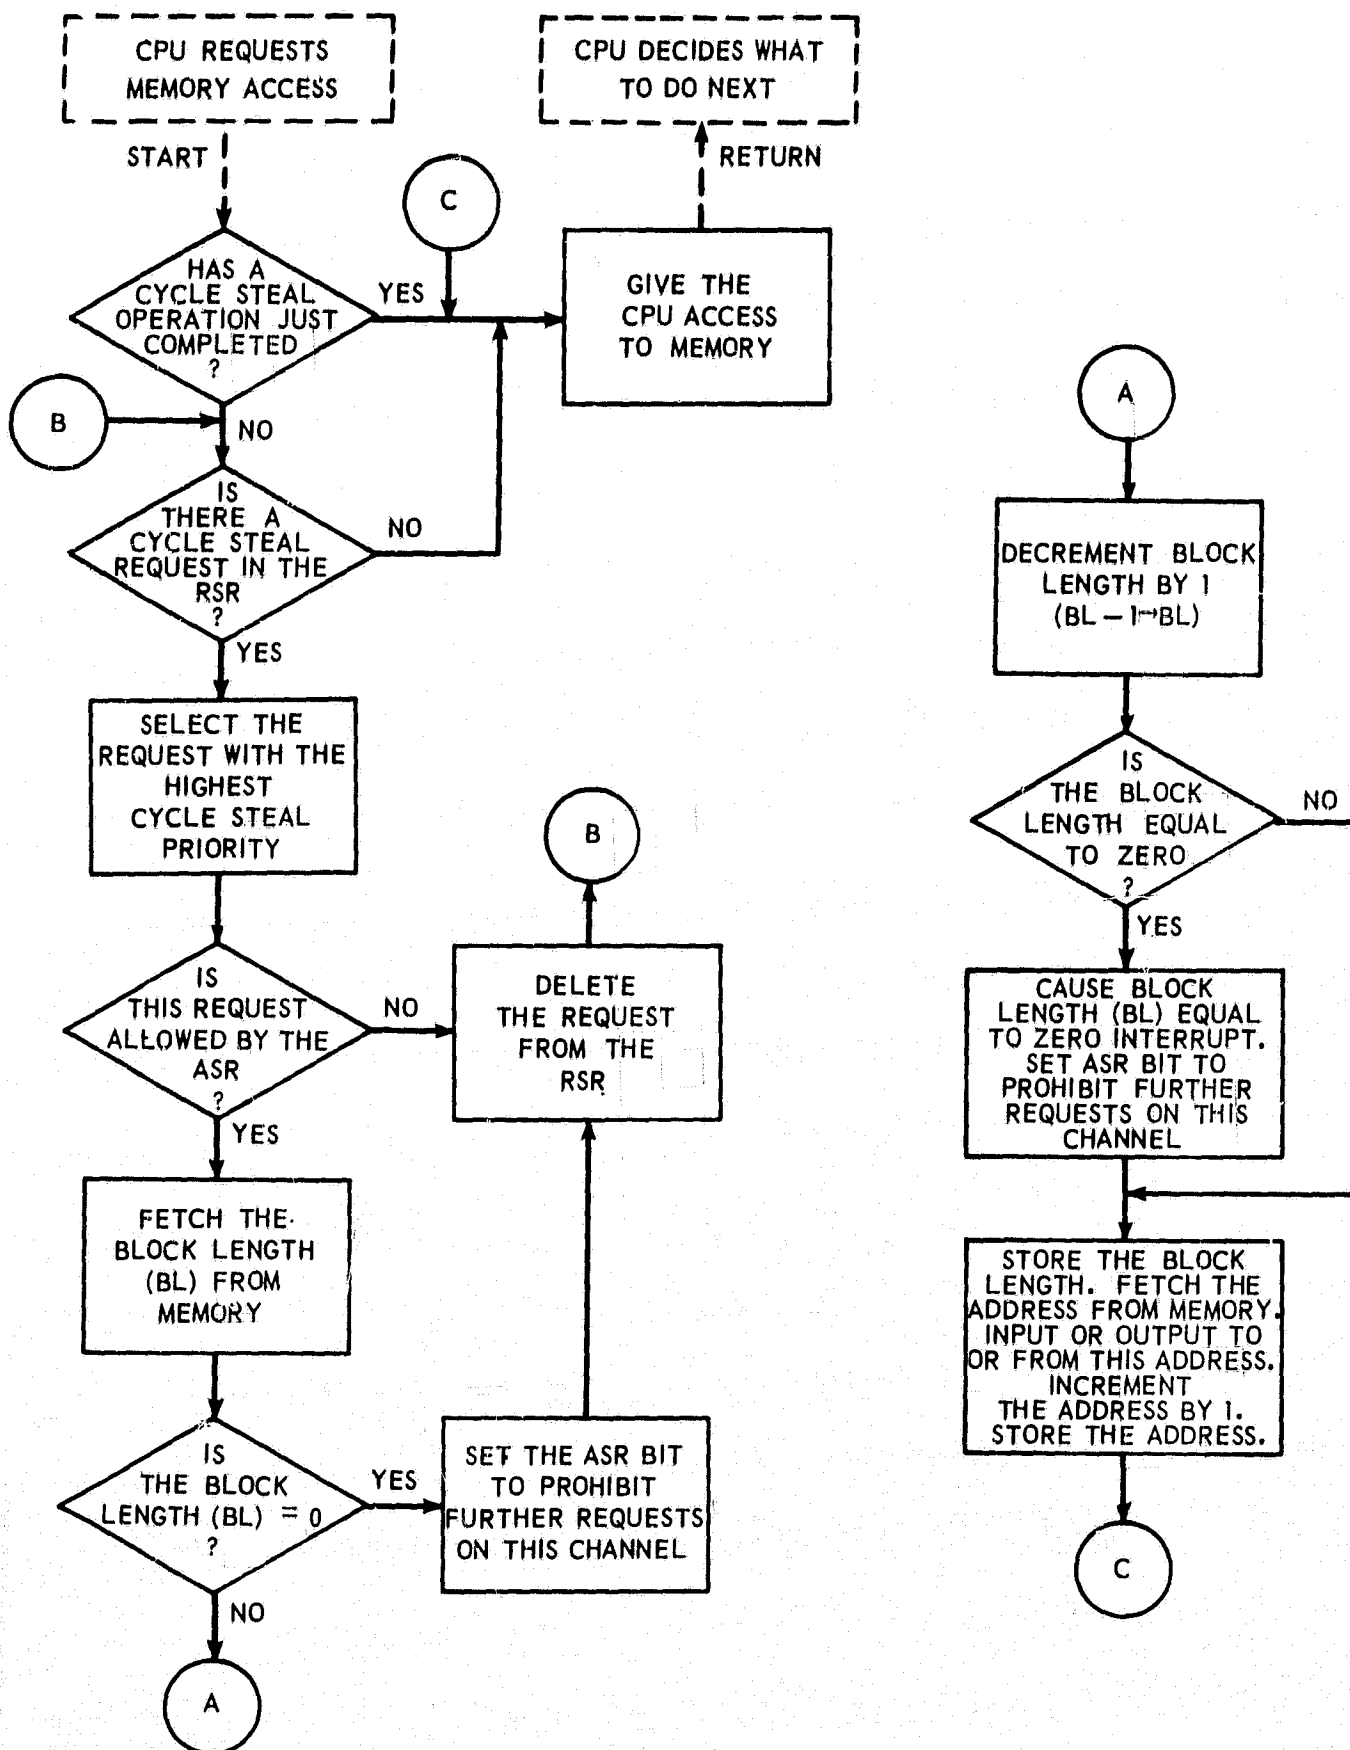 CPU REQUESTS
MEMORY ACCESS
START
CPU DECIDES WHAT
TO DO NEXT
RETURN
C
HAS A
CYCLE STEAL
OPERATION JUST
COMPLETED
?
YES
GIVE THE
CPU ACCESS
TO MEMORY
B
NO
IS
THERE A
CYCLE STEAL
REQUEST IN THE
RSR
?
NO
YES
SELECT THE
REQUEST WITH THE
HIGHEST
CYCLE STEAL
PRIORITY
B
IS
THIS REQUEST
ALLOWED BY THE
ASR
?
NO
DELETE
THE REQUEST
FROM THE
RSR
YES
FETCH THE
BLOCK LENGTH
(BL) FROM
MEMORY
IS
THE BLOCK
LENGTH (BL) = 0
?
YES
SET THE ASR BIT
TO PROHIBIT
FURTHER REQUESTS
ON THIS CHANNEL
NO
A
A
DECREMENT BLOCK
LENGTH BY 1
(BL – 1→BL)
IS
THE BLOCK
LENGTH EQUAL
TO ZERO
?
NO
YES
CAUSE BLOCK
LENGTH (BL) EQUAL
TO ZERO INTERRUPT.
SET ASR BIT TO
PROHIBIT FURTHER
REQUESTS ON THIS
CHANNEL
STORE THE BLOCK
LENGTH. FETCH THE
ADDRESS FROM MEMORY.
INPUT OR OUTPUT TO
OR FROM THIS ADDRESS.
INCREMENT
THE ADDRESS BY 1.
STORE THE ADDRESS.
C